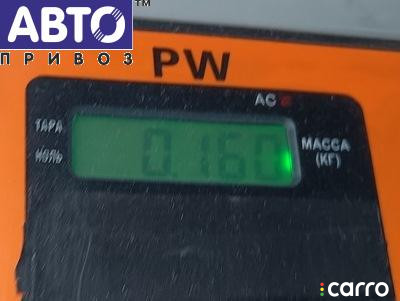 АВТО™
ПРИВОЗ
PW
AC
ТАРА
НОЛЬ
0.160
МАССА
(КГ)
carro